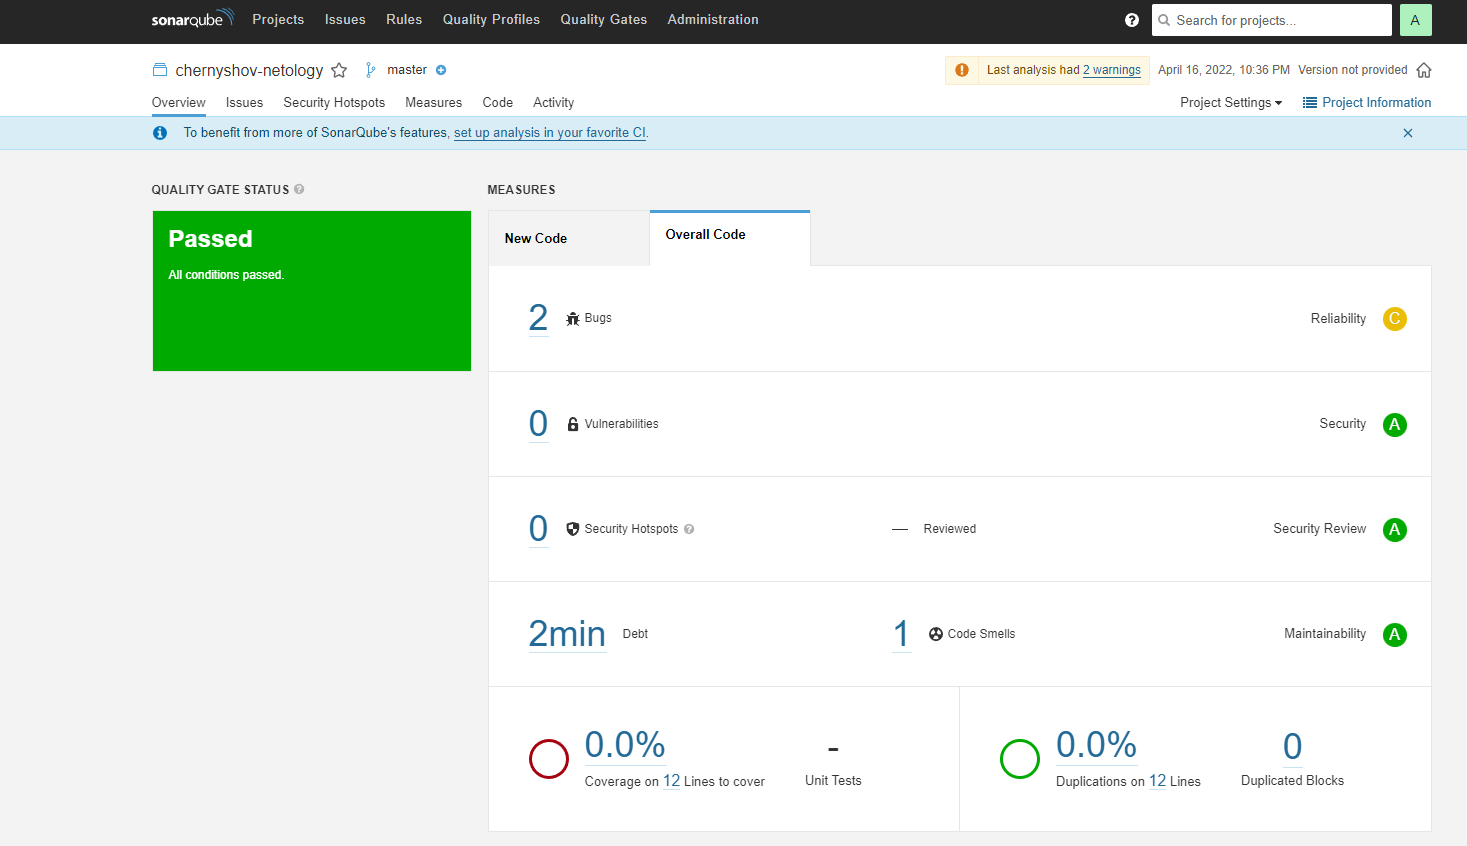 sonarqube Projects Issues Rules Quality Profiles Quality Gates Administration ? Search for projects... A
chernyshov-netology master Last analysis had 2 warnings April 16, 2022, 10:36 PM Version not provided
Overview Issues Security Hotspots Measures Code Activity Project Settings Project Information
To benefit from more of SonarQube's features, set up analysis in your favorite CI.
QUALITY GATE STATUS ?
Passed
All conditions passed.
MEASURES
New Code
Overall Code
2 Bugs Reliability C
0 Vulnerabilities Security A
0 Security Hotspots ? — Reviewed Security Review A
2min Debt 1 Code Smells Maintainability A
0.0%
Coverage on 12 Lines to cover
-
Unit Tests
0.0%
Duplications on 12 Lines
0
Duplicated Blocks